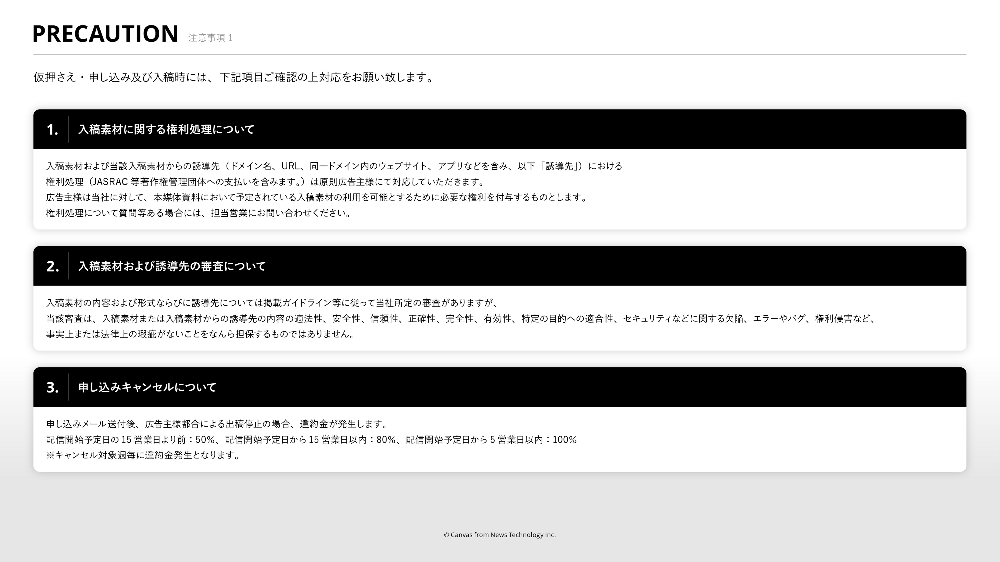 PRECAUTION 注意事項 1
仮押さえ・申し込み及び入稿時には、下記項目ご確認の上対応をお願い致します。
1. 入稿素材に関する権利処理について
入稿素材および当該入稿素材からの誘導先（ドメイン名、URL、同一ドメイン内のウェブサイト、アプリなどを含み、以下「誘導先」）における
権利処理（JASRAC 等著作権管理団体への支払いを含みます。）は原則広告主様にて対応していただきます。
広告主様は当社に対して、本媒体資料において予定されている入稿素材の利用を可能とするために必要な権利を付与するものとします。
権利処理について質問等ある場合には、担当営業にお問い合わせください。
2. 入稿素材および誘導先の審査について
入稿素材の内容および形式ならびに誘導先については掲載ガイドライン等に従って当社所定の審査がありますが、
当該審査は、入稿素材または入稿素材からの誘導先の内容の適法性、安全性、信頼性、正確性、完全性、有効性、特定の目的への適合性、セキュリティなどに関する欠陥、エラーやバグ、権利侵害など、
事実上または法律上の瑕疵がないことをなんら担保するものではありません。
3. 申し込みキャンセルについて
申し込みメール送付後、広告主様都合による出稿停止の場合、違約金が発生します。
配信開始予定日の 15 営業日より前：50%、配信開始予定日から 15 営業日以内：80%、配信開始予定日から 5 営業日以内：100%
※キャンセル対象週毎に違約金発生となります。
© Canvas from News Technology Inc.